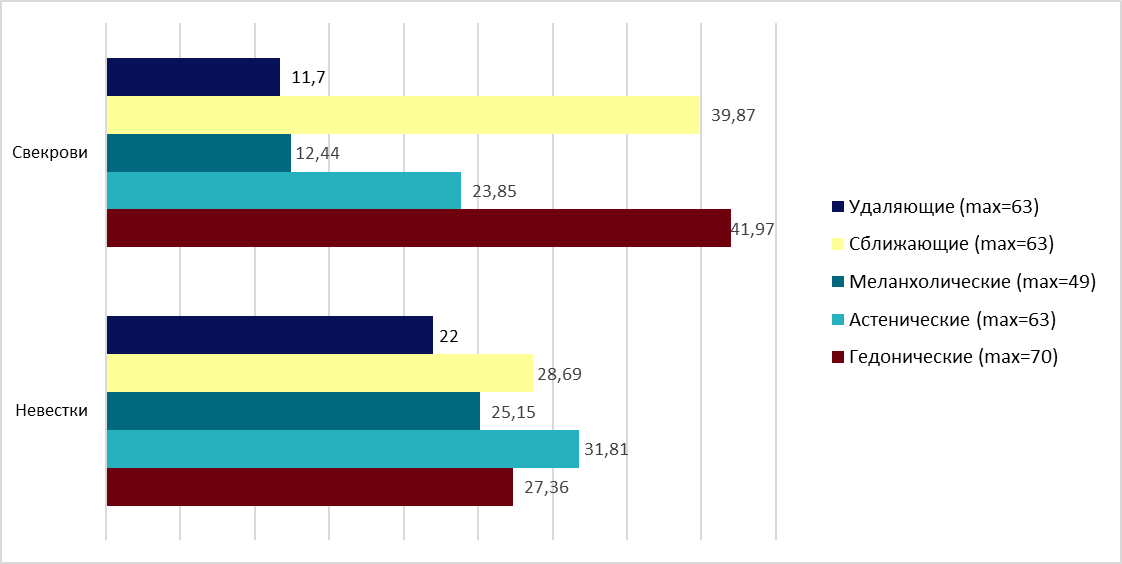 Свекрови
11,7
39,87
12,44
23,85
41,97
Невестки
22
28,69
25,15
31,81
27,36
Удаляющие (max=63)
Сближающие (max=63)
Меланхолические (max=49)
Астенические (max=63)
Гедонические (max=70)